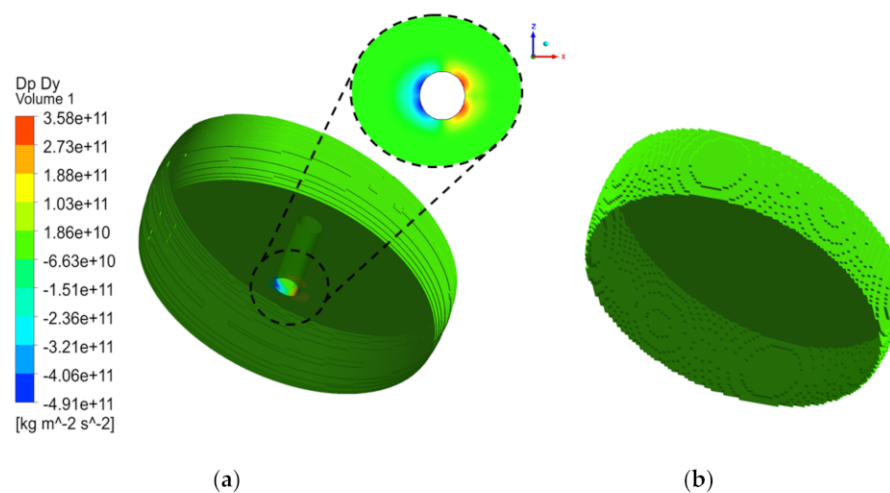 z
x
Dp Dy
Volume 1
3.58e+11
2.73e+11
1.88e+11
1.03e+11
1.86e+10
-6.63e+10
-1.51e+11
-2.36e+11
-3.21e+11
-4.06e+11
-4.91e+11
[kg m^-2 s^-2]
(a) (b)